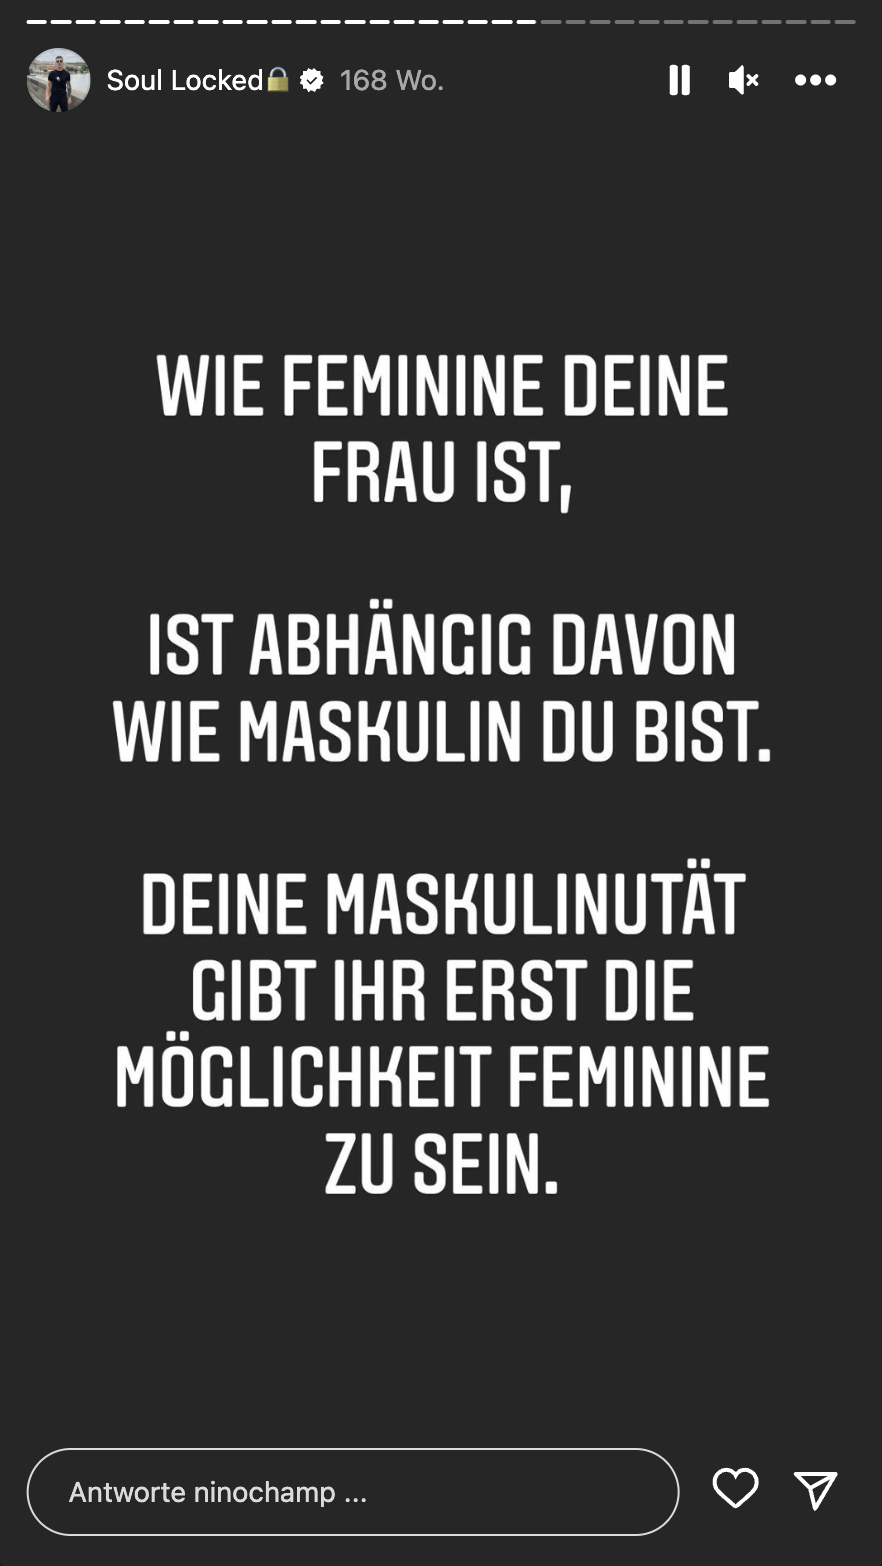 Soul Locked🔒 168 Wo.
WIE FEMININE DEINE
FRAU IST,
IST ABHÄNGIG DAVON
WIE MASKULIN DU BIST.
DEINE MASKULINUTÄT
GIBT IHR ERST DIE
MÖGLICHKEIT FEMININE
ZU SEIN.
Antworte ninochamp ...